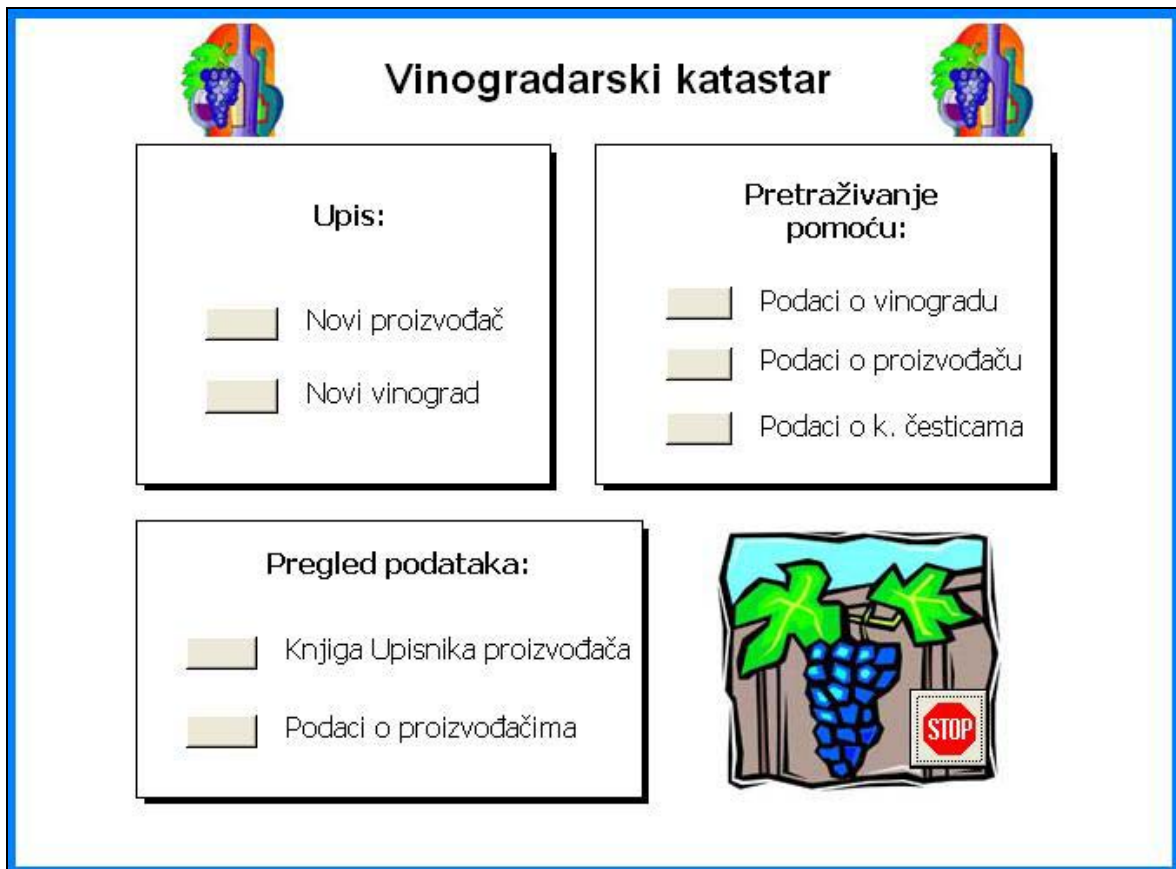 Vinogradarski katastar
Upis:
Novi proizvođač
Novi vinograd
Pretraživanje
pomoću:
Podaci o vinogradu
Podaci o proizvođaču
Podaci o k. česticama
Pregled podataka:
Knjiga Upisnika proizvođača
Podaci o proizvođačima
STOP